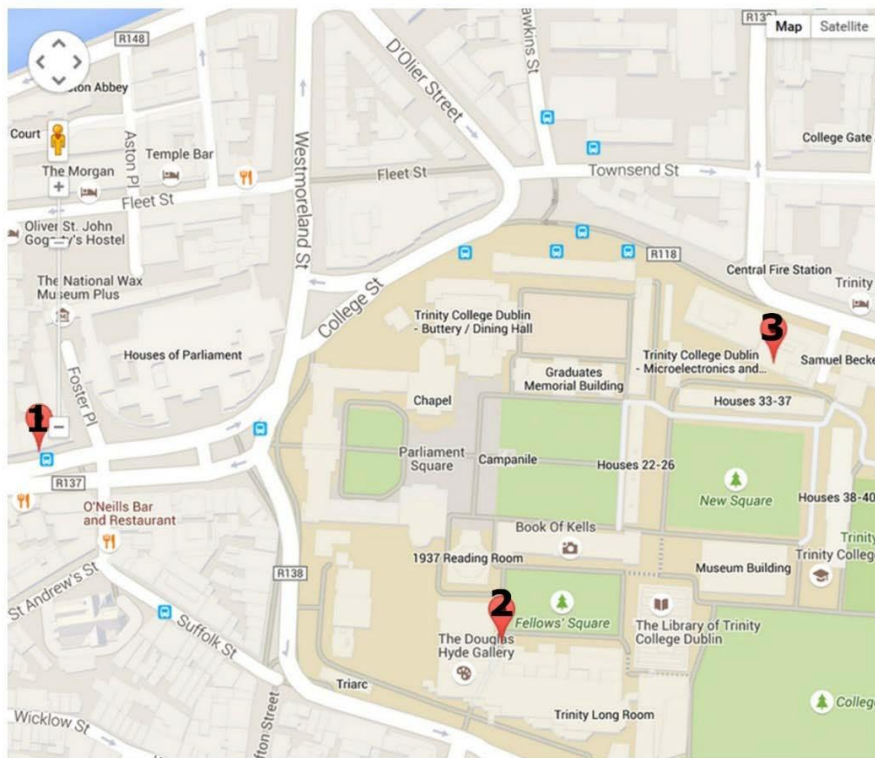 R148
D'Olier Street
awkins St
R13
Map
Satellite
ton Abbey
Court
Aston Pl
Temple Bar
Westmoreland St
College Gate
The Morgan
Fleet St
Fleet St
Townsend St
Oliver St. John
Gogarty's Hostel
R118
Central Fire Station
Trinity
The National Wax
Museum Plus
College St
Trinity College Dublin
- Buttery / Dining Hall
3
Houses of Parliament
Trinity College Dublin
- Microelectronics and...
Samuel Becke
Graduates
Memorial Building
Foster Pl
Chapel
Houses 33-37
1
Parliament
Square
Campanile
Houses 22-26
R137
New Square
Houses 38-40
O'Neills Bar
and Restaurant
Book Of Kells
Trinity
1937 Reading Room
Museum Building
Trinity College
R138
St Andrew's St
2
Fellows' Square
Suffolk St
The Library of Trinity
College Dublin
The Douglas
Hyde Gallery
Triarc
College
Trinity Long Room
Wicklow St
fton Street